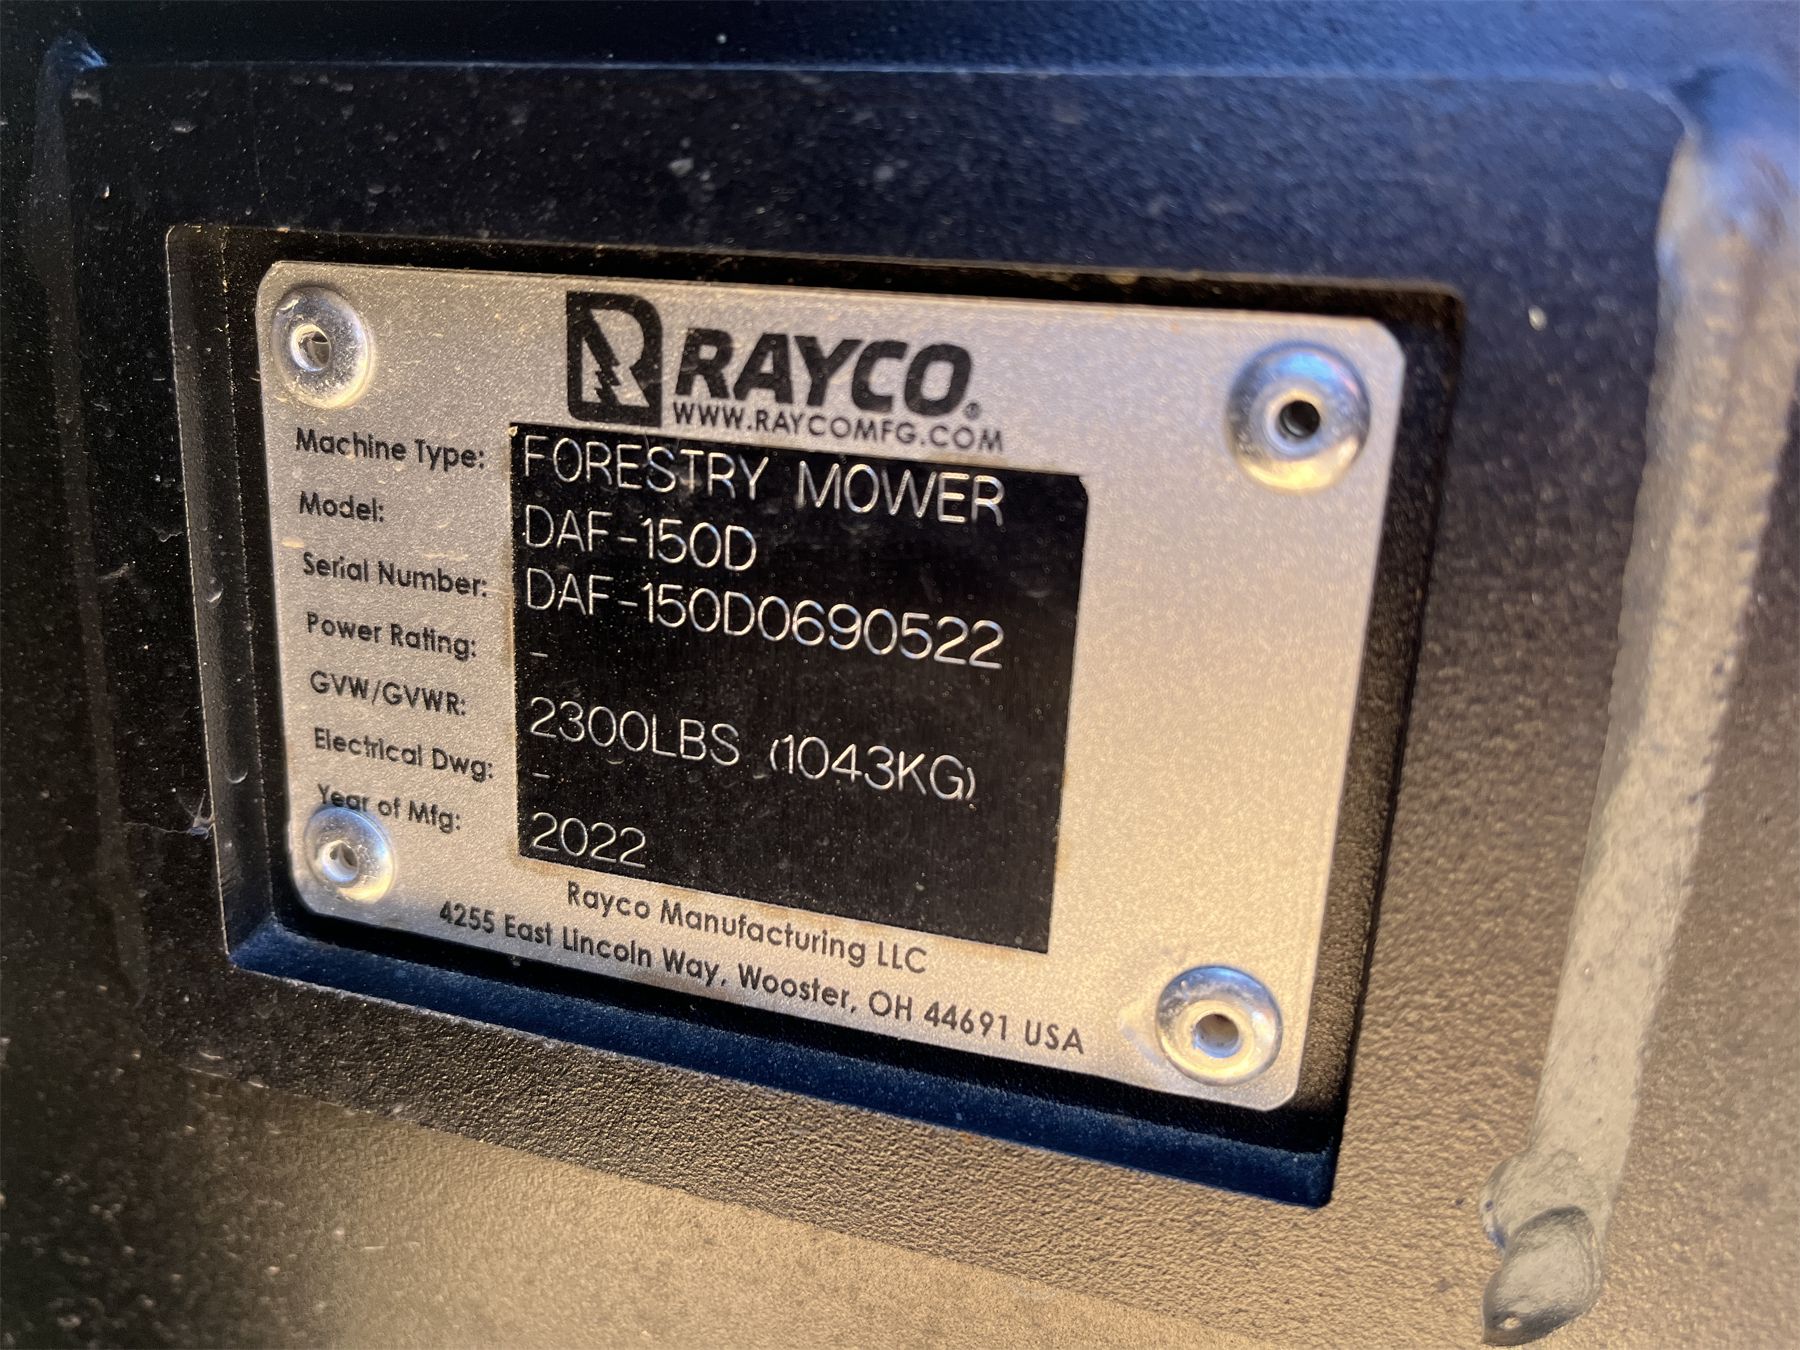 RAYCO®
WWW.RAYCOMFG.COM
Machine Type: FORESTRY MOWER
Model: DAF-150D
Serial Number: DAF-150D0690522
Power Rating: -
GVW/GVWR: 2300LBS (1043KG)
Electrical Dwg: -
Year of Mfg: 2022
Rayco Manufacturing LLC
4255 East Lincoln Way, Wooster, OH 44691 USA